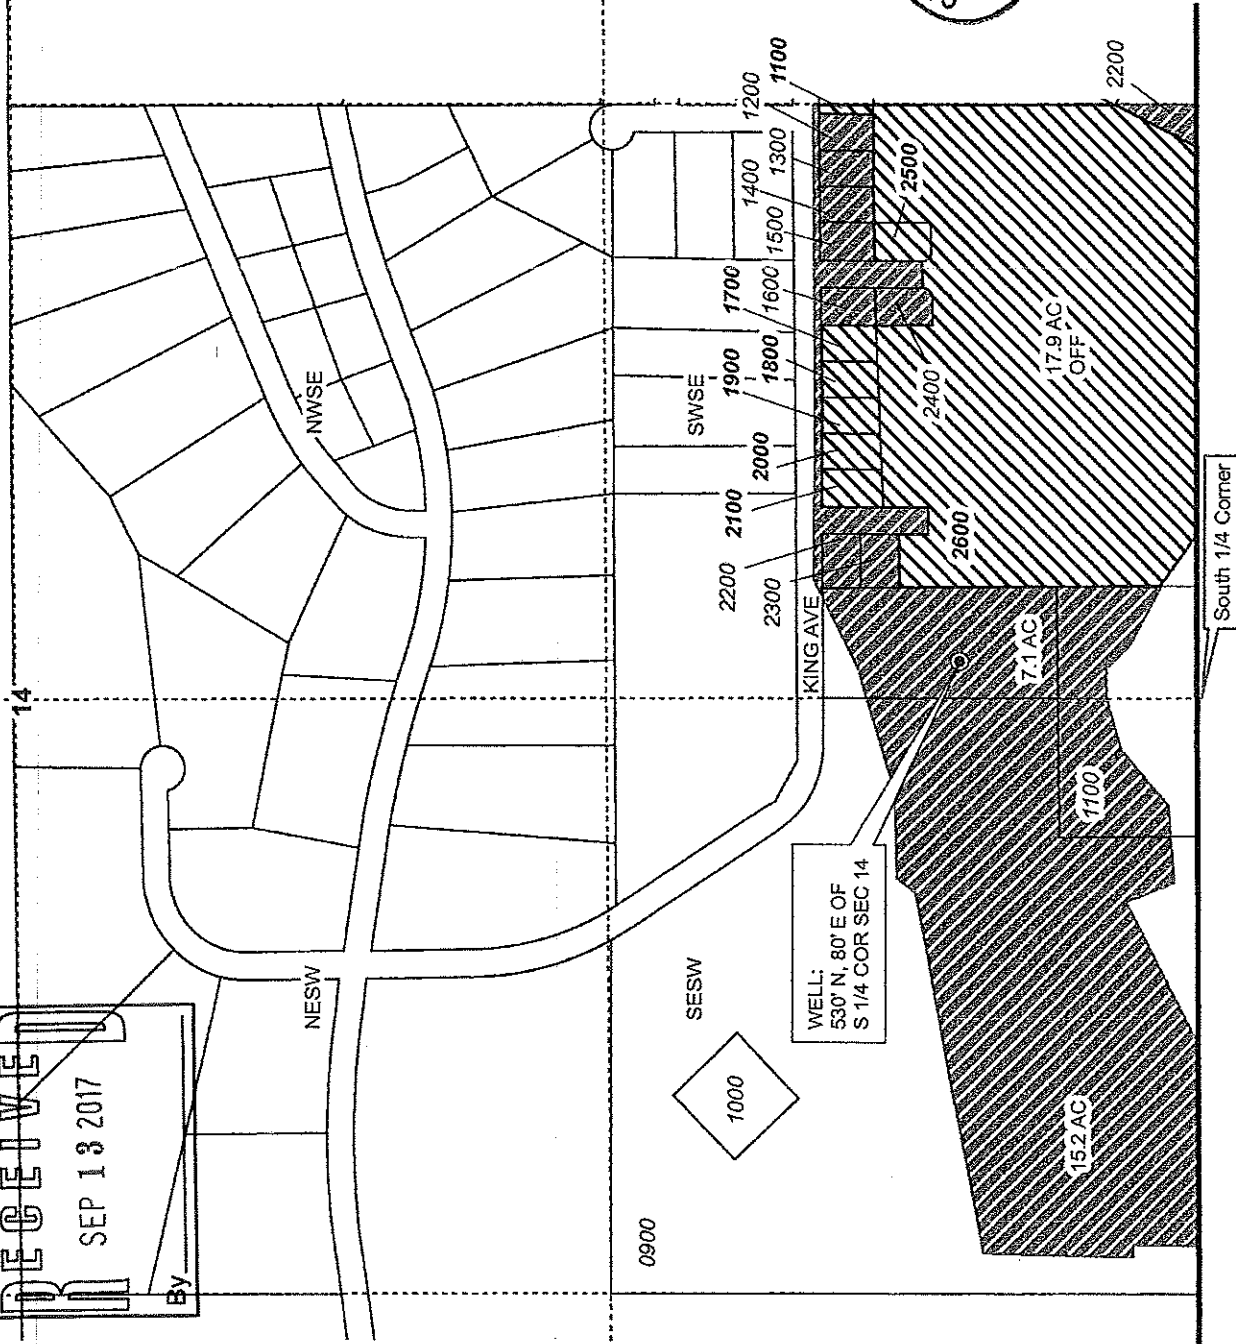 14
RECEIVED
SEP 13 2017
By
NWSE
NESW
SWSE
SESW
0900
1000
KING AVE
WELL:
530' N, 80' E OF
S 1/4 COR SEC 14
2300
2200
2100
2000
1900
1800
1700
1600
1500
1400
1300
1200
1100
2500
2400
2600
2200
17.9 AC
OFF
7.1 AC
1100
15.2 AC
South 1/4 Corner